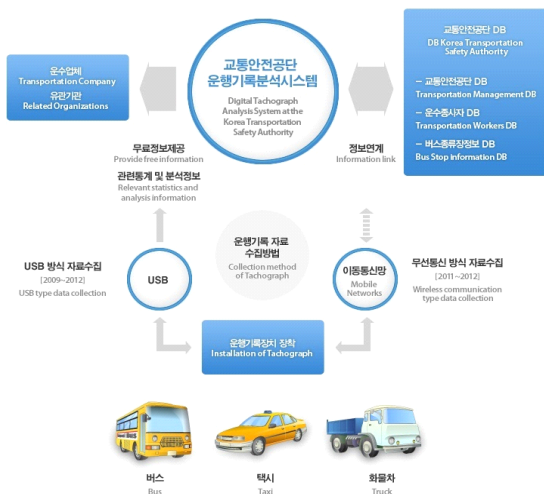 교통안전공단
운행기록분석시스템
Digital Tachograph
Analysis System at the
Korea Transportation
Safety Authority
운수업체
Transportation Company
유관기관
Related Organizations
교통안전공단 DB
DB Korea Transportation
Safety Authority
– 교통안전공단 DB
Transportation Management DB
– 운수종사자 DB
Transportation Workers DB
– 버스종류장정보 DB
Bus Stop information DB
무료정보제공
Provide free information
관련통계 및 분석정보
Relevant statistics and
analysis information
정보연계
Information link
운행기록 자료
수집방법
Collection method
of Tachograph
USB 방식 자료수집
[2009~2012]
USB type data collection
USB
이동통신망
Mobile
Networks
무선통신 방식 자료수집
[2011~2012]
Wireless communication
type data collection
운행기록장치 장착
Installation of Tachograph
버스
Bus
택시
Taxi
화물차
Truck